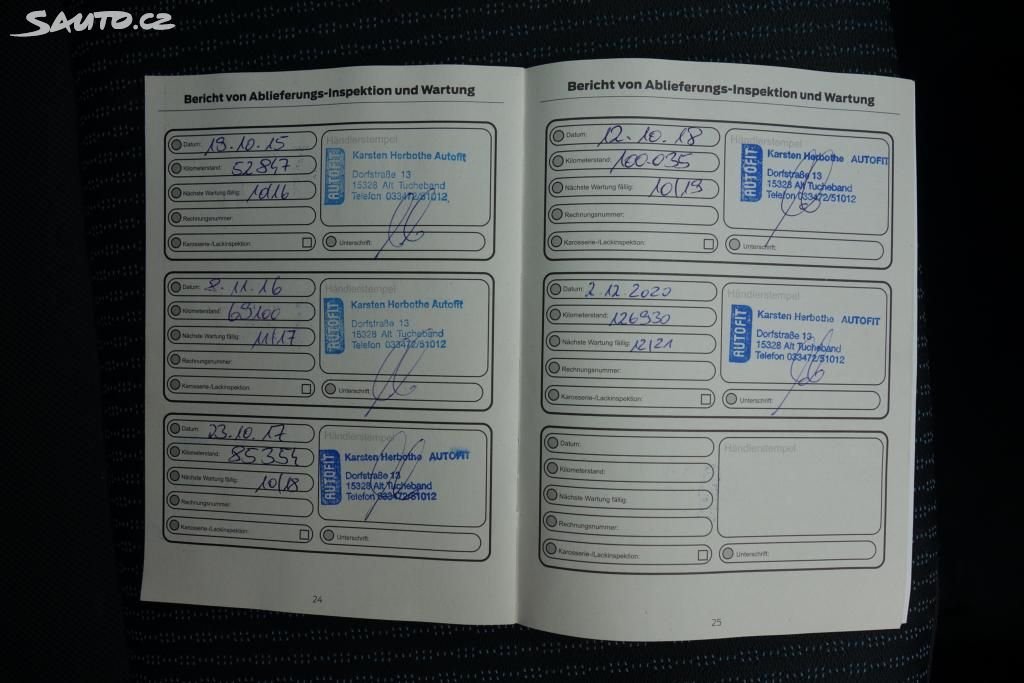 SAUTO.CZ
Bericht von Ablieferungs-Inspektion und Wartung
Datum: 19.10.15
Kilometerstand: 52847
Nächste Wartung fällig: 10/16
Rechnungsnummer:
Karosserie-/Lackinspektion:
Händlerstempel
AUTOFIT
Karsten Herbothe Autofit
Dorfstraße 13
15328 Alt Tucheband
Telefon 033472/51012
Unterschrift:
Datum: 8.11.16
Kilometerstand: 69100
Nächste Wartung fällig: 11/17
Rechnungsnummer:
Karosserie-/Lackinspektion:
Händlerstempel
AUTOFIT
Karsten Herbothe Autofit
Dorfstraße 13
15328 Alt Tucheband
Telefon 033472/51012
Unterschrift:
Datum: 23.10.17
Kilometerstand: 85354
Nächste Wartung fällig: 10/18
Rechnungsnummer:
Karosserie-/Lackinspektion:
Händlerstempel
AUTOFIT
Karsten Herbothe AUTOFIT
Dorfstraße 13
15328 Alt Tucheband
Telefon 033472/51012
Unterschrift:
24
Bericht von Ablieferungs-Inspektion und Wartung
Datum: 12.10.18
Kilometerstand: 100.035
Nächste Wartung fällig: 10/19
Rechnungsnummer:
Karosserie-/Lackinspektion:
Händlerstempel
AUTOFIT
Karsten Herbothe AUTOFIT
Dorfstraße 13
15328 Alt Tucheband
Telefon 033472/51012
Unterschrift:
Datum: 2.12.2020
Kilometerstand: 126930
Nächste Wartung fällig: 12/21
Rechnungsnummer:
Karosserie-/Lackinspektion:
Händlerstempel
AUTOFIT
Karsten Herbothe AUTOFIT
Dorfstraße 13
15328 Alt Tucheband
Telefon 033472/51012
Unterschrift:
Datum:
Kilometerstand:
Nächste Wartung fällig:
Rechnungsnummer:
Karosserie-/Lackinspektion:
Händlerstempel
Unterschrift:
25